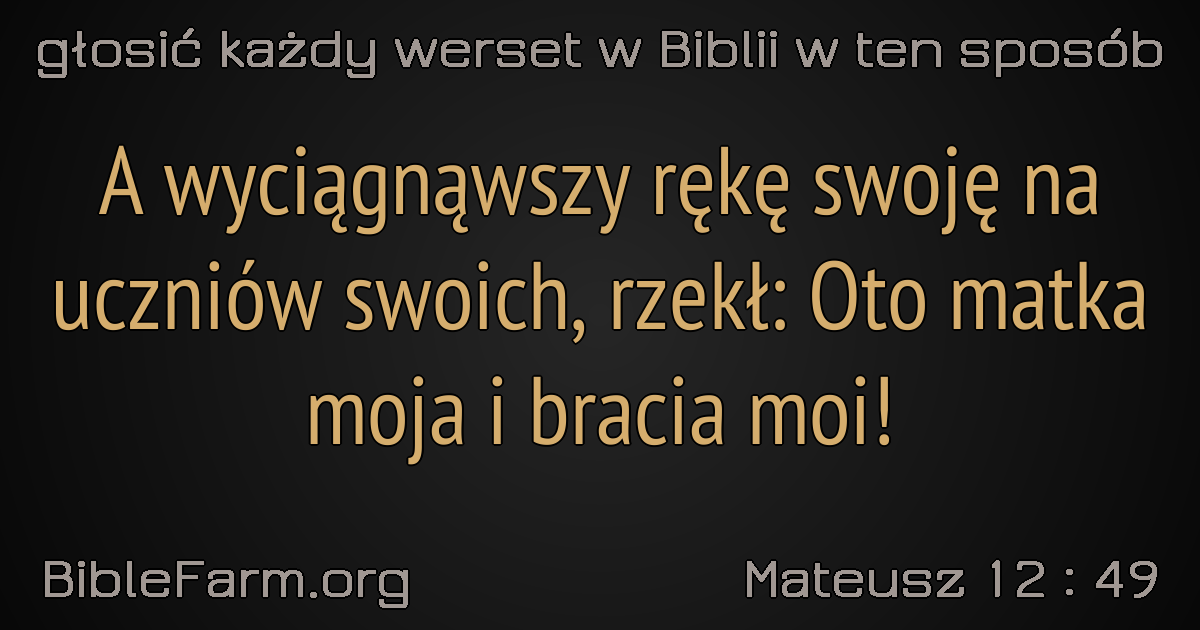 głosić każdy werset w Biblii w ten sposób
A wyciągnąwszy rękę swoję na
uczniów swoich, rzekł: Oto matka
moja i bracia moi!
BibleFarm.org
Mateusz 12 : 49